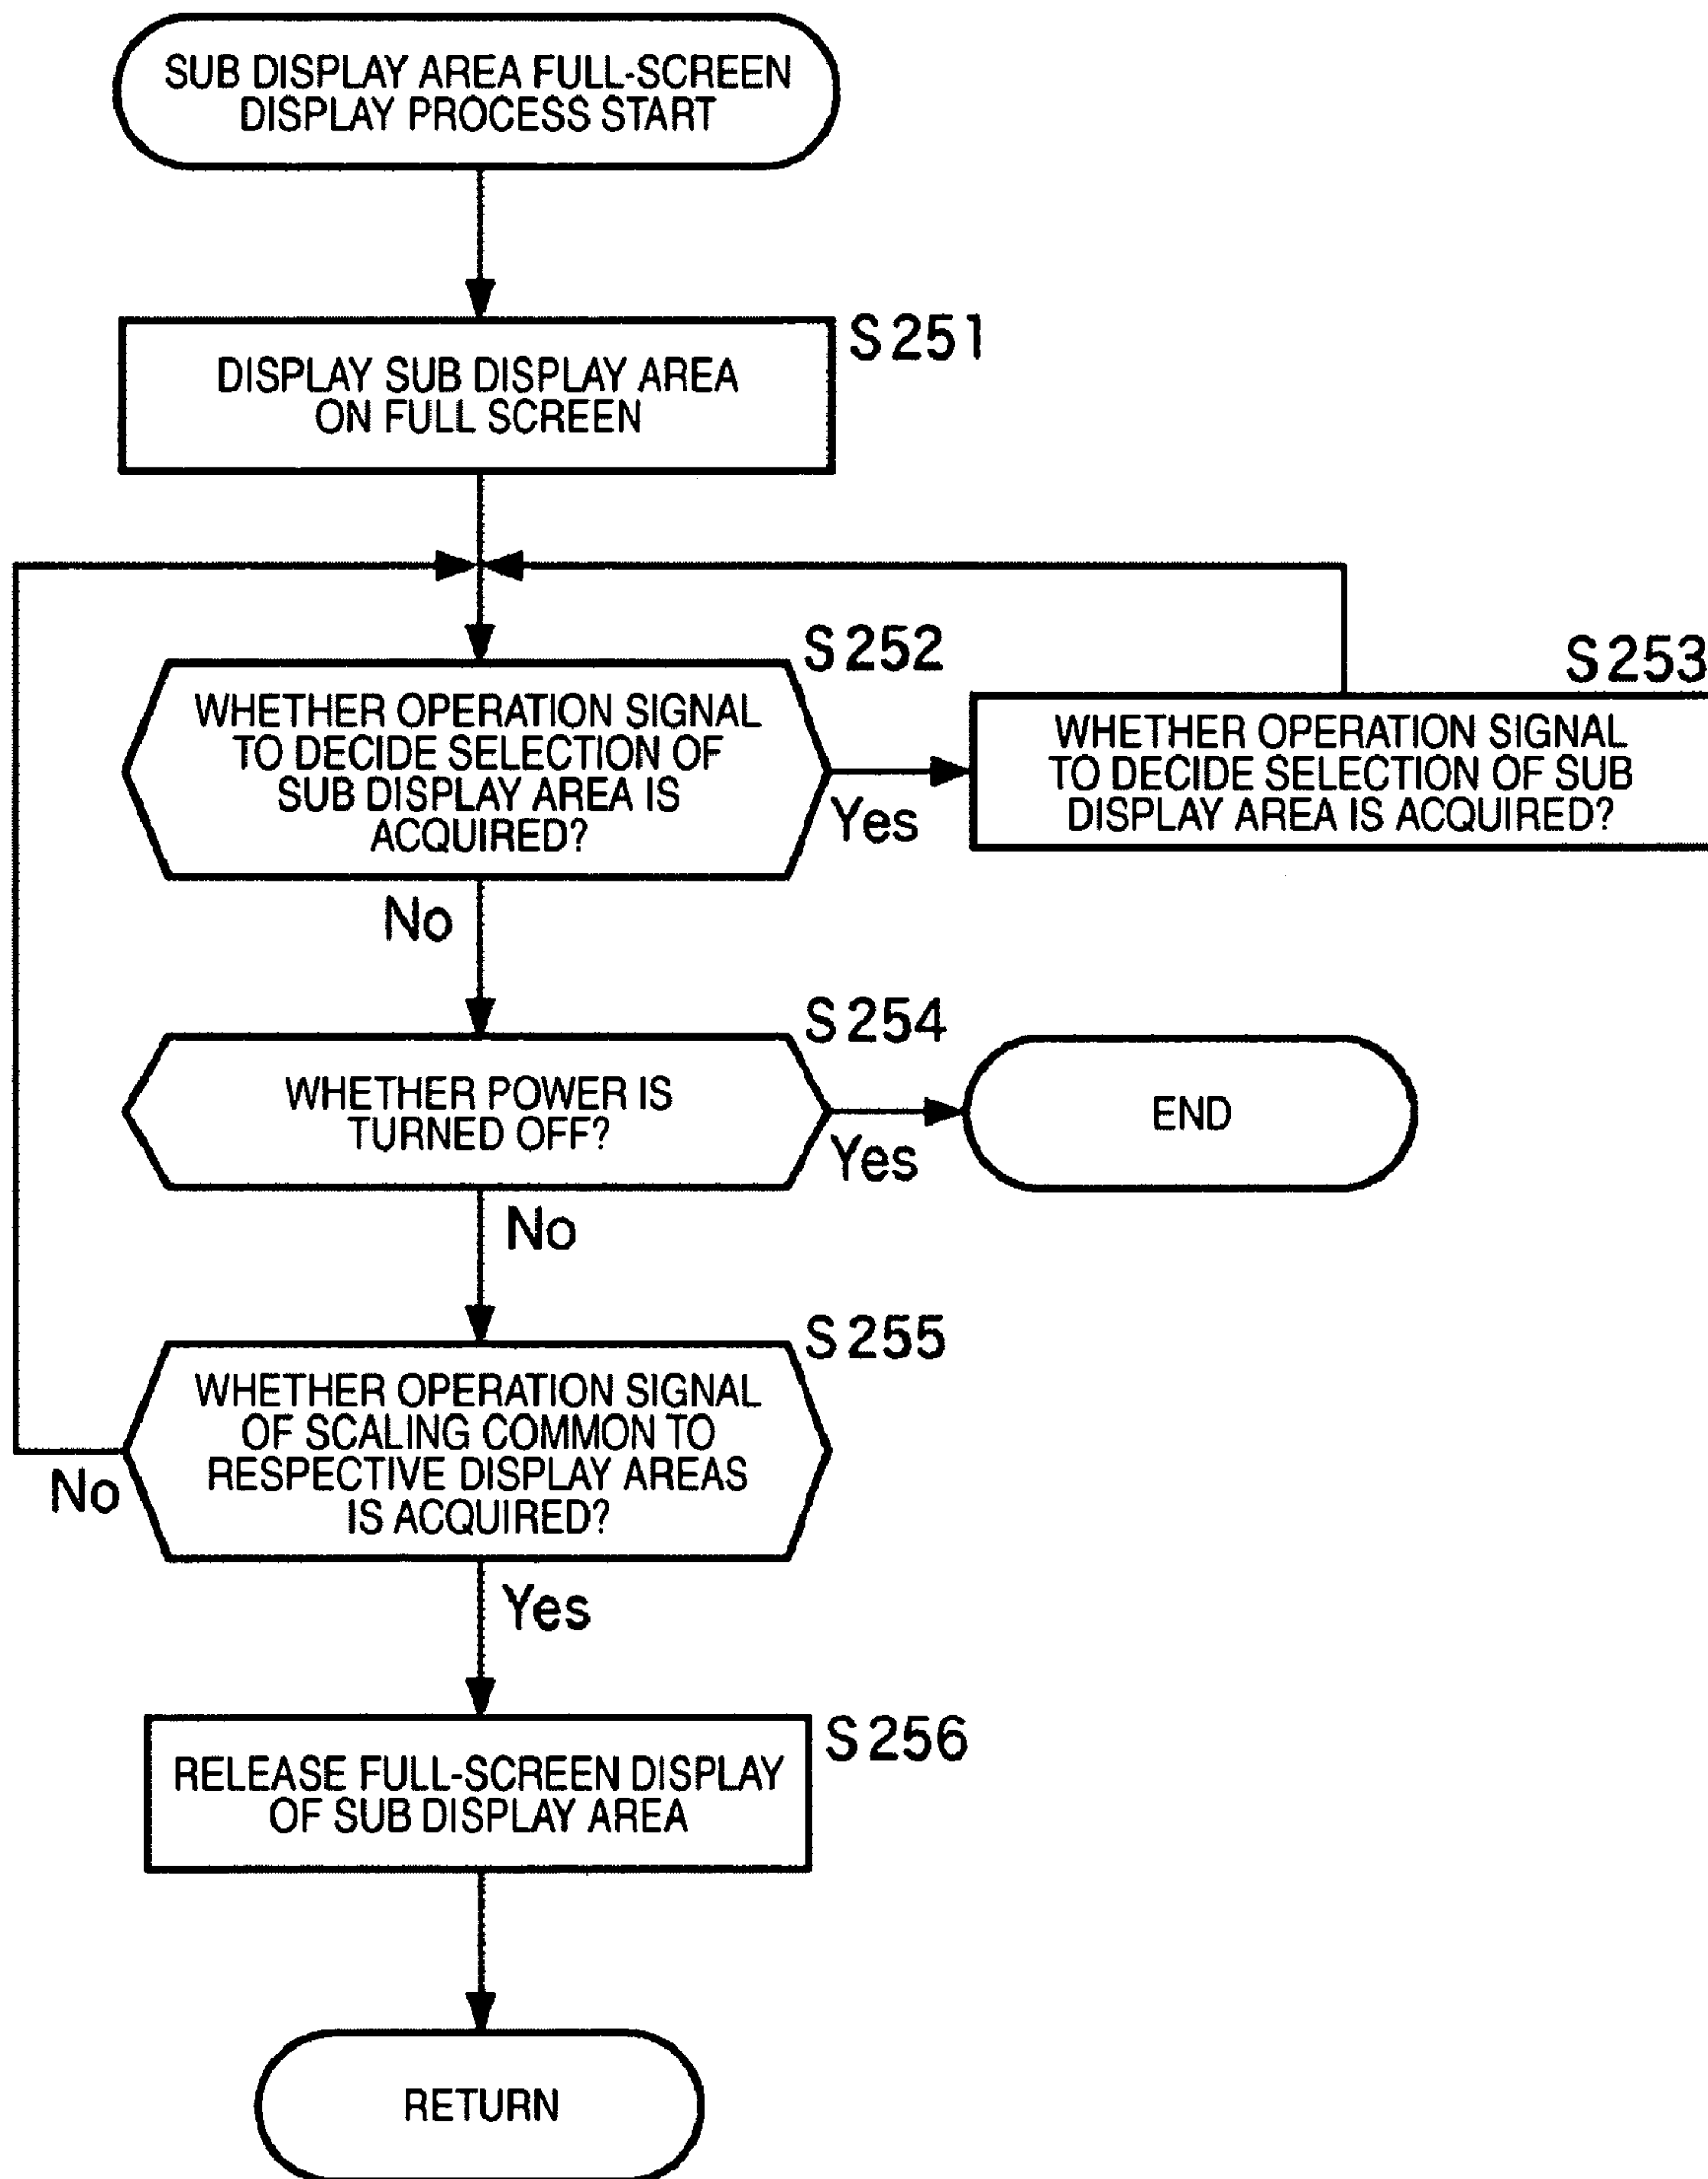 SUB DISPLAY AREA FULL-SCREEN
DISPLAY PROCESS START
S251
DISPLAY SUB DISPLAY AREA
ON FULL SCREEN
S252
WHETHER OPERATION SIGNAL
TO DECIDE SELECTION OF
SUB DISPLAY AREA IS
ACQUIRED?
Yes
No
S253
WHETHER OPERATION SIGNAL
TO DECIDE SELECTION OF SUB
DISPLAY AREA IS ACQUIRED?
S254
WHETHER POWER IS
TURNED OFF?
Yes
No
END
S255
WHETHER OPERATION SIGNAL
OF SCALING COMMON TO
RESPECTIVE DISPLAY AREAS
IS ACQUIRED?
No
Yes
S256
RELEASE FULL-SCREEN DISPLAY
OF SUB DISPLAY AREA
RETURN